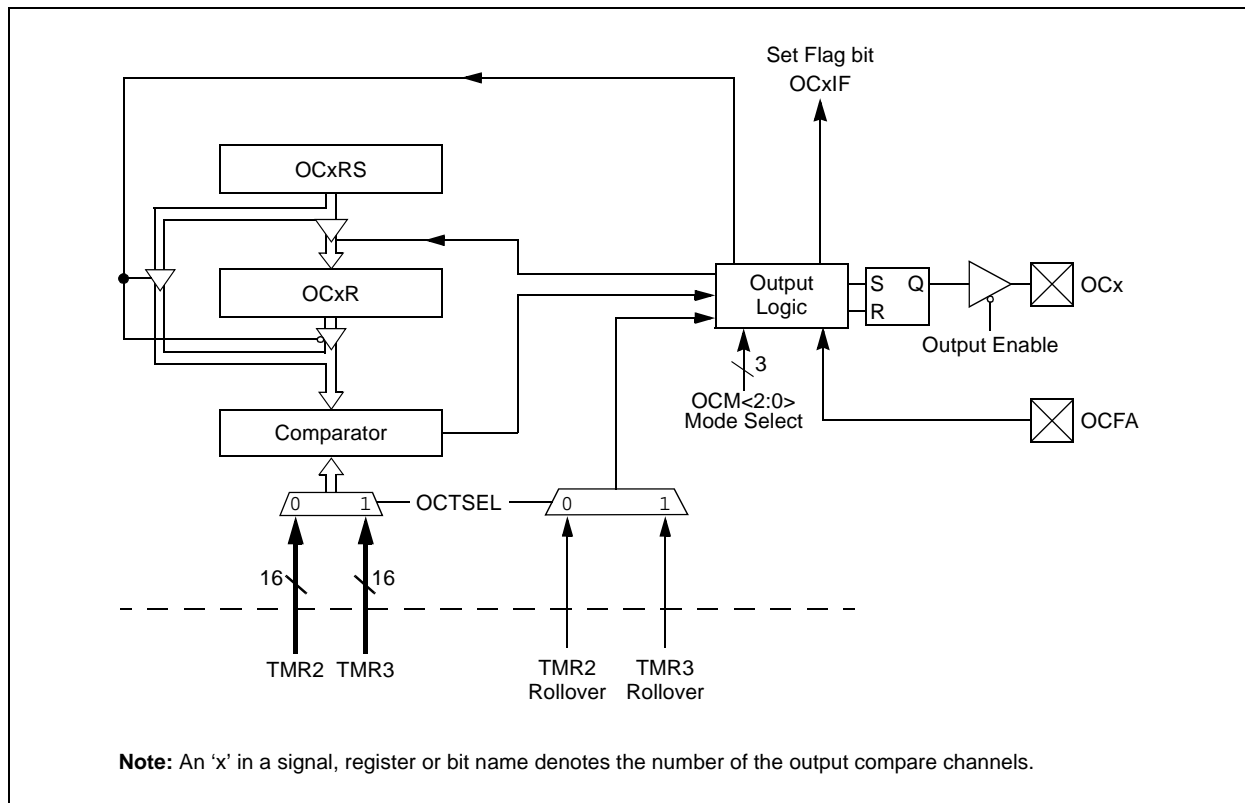 Set Flag bit
OCxIF
OCxRS
OCxR
Output
Logic
S Q
R
OCx
Output Enable
3
OCM<2:0>
Mode Select
OCFA
Comparator
0 1
OCTSEL
0 1
16 16
TMR2 TMR3
TMR2
Rollover
TMR3
Rollover
Note: An ‘x’ in a signal, register or bit name denotes the number of the output compare channels.